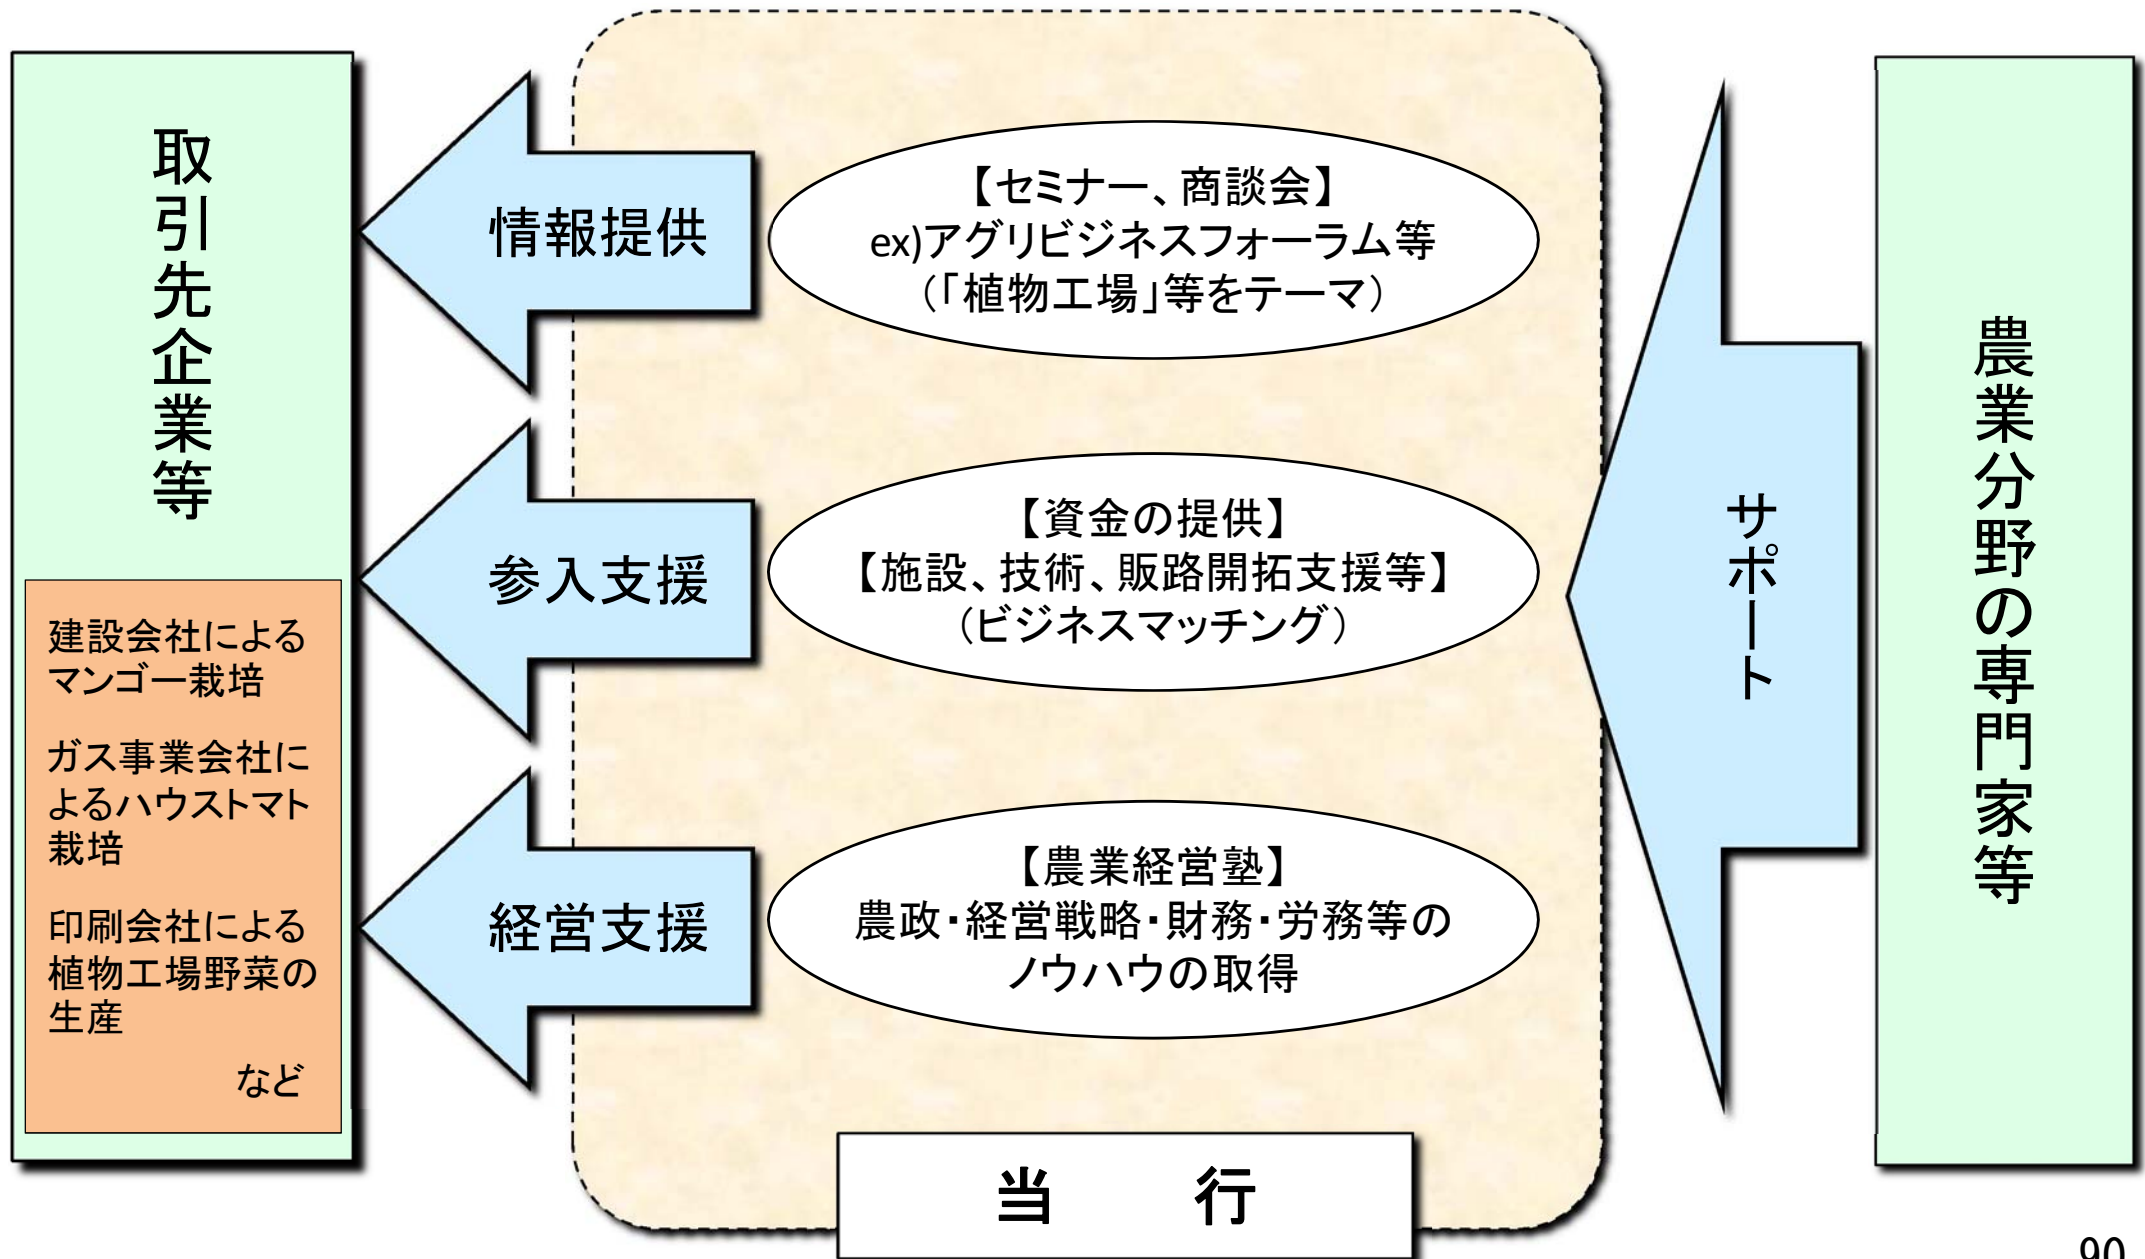 取引先企業等
建設会社による
マンゴー栽培
ガス事業会社に
よるハウストマト
栽培
印刷会社による
植物工場野菜の
生産
など
情報提供
【セミナー、商談会】
ex)アグリビジネスフォーラム等
(「植物工場」等をテーマ)
参入支援
【資金の提供】
【施設、技術、販路開拓支援等】
(ビジネスマッチング)
経営支援
【農業経営塾】
農政・経営戦略・財務・労務等の
ノウハウの取得
当　行
サポート
農業分野の専門家等
90